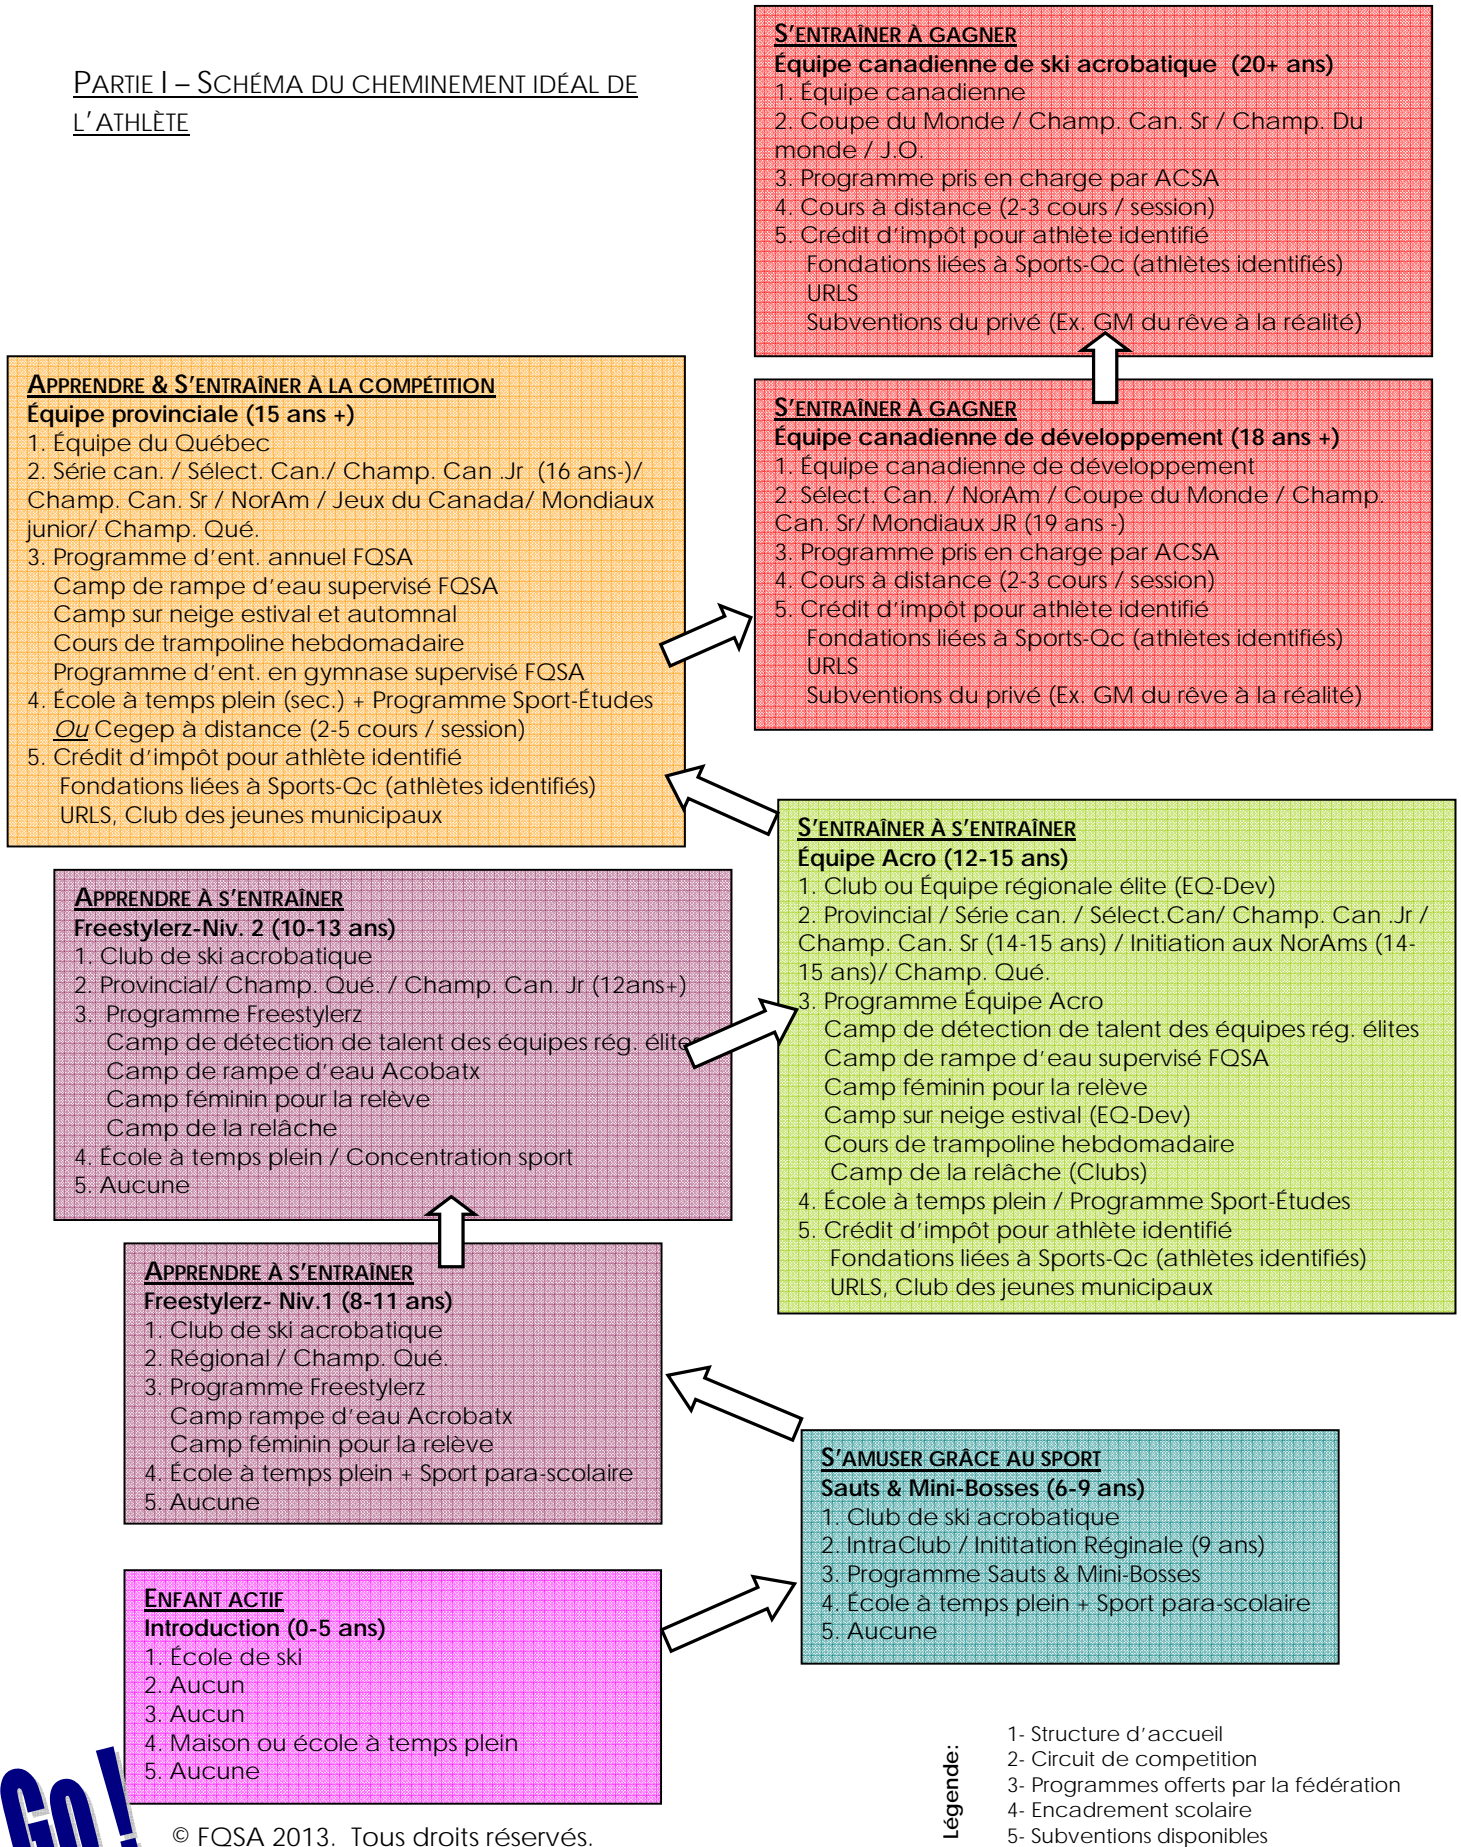 PARTIE I – SCHÉMA DU CHEMINEMENT IDÉAL DE
L'ATHLÈTE
S'ENTRAÎNER À GAGNER
Équipe canadienne de ski acrobatique (20+ ans)
1. Équipe canadienne
2. Coupe du Monde / Champ. Can. Sr / Champ. Du
monde / J.O.
3. Programme pris en charge par ACSA
4. Cours à distance (2-3 cours / session)
5. Crédit d'impôt pour athlète identifié
Fondations liées à Sports-Qc (athlètes identifiés)
URLS
Subventions du privé (Ex. GM du rêve à la réalité)
APPRENDRE & S'ENTRAÎNER À LA COMPÉTITION
Équipe provinciale (15 ans +)
1. Équipe du Québec
2. Série can. / Sélect. Can./ Champ. Can .Jr (16 ans-)/
Champ. Can. Sr / NorAm / Jeux du Canada/ Mondiaux
junior/ Champ. Qué.
3. Programme d'ent. annuel FQSA
Camp de rampe d'eau supervisé FQSA
Camp sur neige estival et automnal
Cours de trampoline hebdomadaire
Programme d'ent. en gymnase supervisé FQSA
4. École à temps plein (sec.) + Programme Sport-Études
Ou Cegep à distance (2-5 cours / session)
5. Crédit d'impôt pour athlète identifié
Fondations liées à Sports-Qc (athlètes identifiés)
URLS, Club des jeunes municipaux
S'ENTRAÎNER À GAGNER
Équipe canadienne de développement (18 ans +)
1. Équipe canadienne de développement
2. Sélect. Can. / NorAm / Coupe du Monde / Champ.
Can. Sr/ Mondiaux JR (19 ans -)
3. Programme pris en charge par ACSA
4. Cours à distance (2-3 cours / session)
5. Crédit d'impôt pour athlète identifié
Fondations liées à Sports-Qc (athlètes identifiés)
URLS
Subventions du privé (Ex. GM du rêve à la réalité)
S'ENTRAÎNER À S'ENTRAÎNER
Équipe Acro (12-15 ans)
1. Club ou Équipe régionale élite (EQ-Dev)
2. Provincial / Série can. / Sélect.Can/ Champ. Can .Jr /
Champ. Can. Sr (14-15 ans) / Initiation aux NorAms (14-
15 ans)/ Champ. Qué.
3. Programme Équipe Acro
Camp de détection de talent des équipes rég. élites
Camp de rampe d'eau supervisé FQSA
Camp féminin pour la relève
Camp sur neige estival (EQ-Dev)
Cours de trampoline hebdomadaire
Camp de la relâche (Clubs)
4. École à temps plein / Programme Sport-Études
5. Crédit d'impôt pour athlète identifié
Fondations liées à Sports-Qc (athlètes identifiés)
URLS, Club des jeunes municipaux
APPRENDRE À S'ENTRAÎNER
Freestylerz-Niv. 2 (10-13 ans)
1. Club de ski acrobatique
2. Provincial/ Champ. Qué. / Champ. Can. Jr (12ans+)
3. Programme Freestylerz
Camp de détection de talent des équipes rég. élites
Camp de rampe d'eau Acobatx
Camp féminin pour la relève
Camp de la relâche
4. École à temps plein / Concentration sport
5. Aucune
APPRENDRE À S'ENTRAÎNER
Freestylerz- Niv.1 (8-11 ans)
1. Club de ski acrobatique
2. Régional / Champ. Qué.
3. Programme Freestylerz
Camp rampe d'eau Acrobatx
Camp féminin pour la relève
4. École à temps plein + Sport para-scolaire
5. Aucune
S'AMUSER GRÂCE AU SPORT
Sauts & Mini-Bosses (6-9 ans)
1. Club de ski acrobatique
2. IntraClub / Inititation Réginale (9 ans)
3. Programme Sauts & Mini-Bosses
4. École à temps plein + Sport para-scolaire
5. Aucune
ENFANT ACTIF
Introduction (0-5 ans)
1. École de ski
2. Aucun
3. Aucun
4. Maison ou école à temps plein
5. Aucune
Go!
Légende:
1- Structure d'accueil
2- Circuit de competition
3- Programmes offerts par la fédération
4- Encadrement scolaire
5- Subventions disponibles
© FQSA 2013. Tous droits réservés.